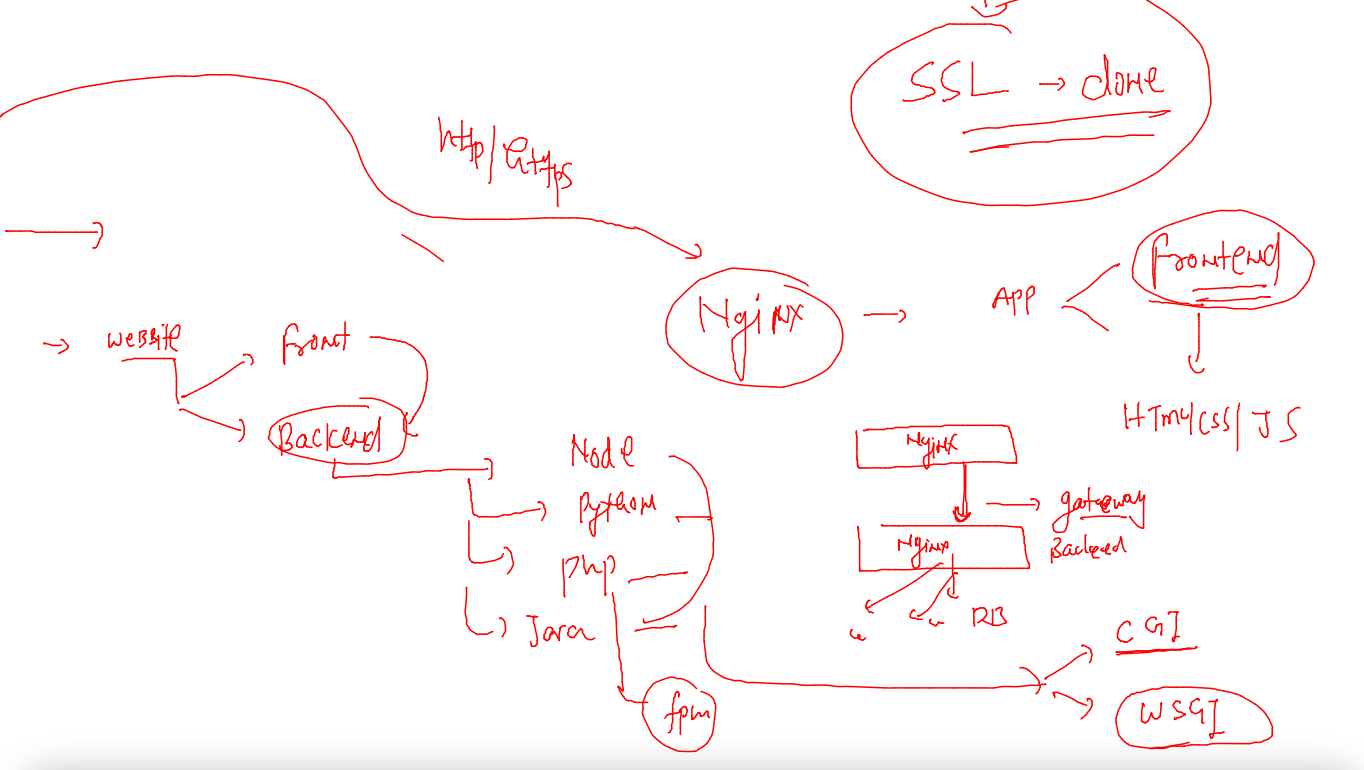 SSL → done
http/https
Frontend
APP
Nginx
website
front
HTML/CSS/JS
Backend
Node
Nginx
python
gateway
Nginx
Backend
php
Java
CGI
fpm
WSGI